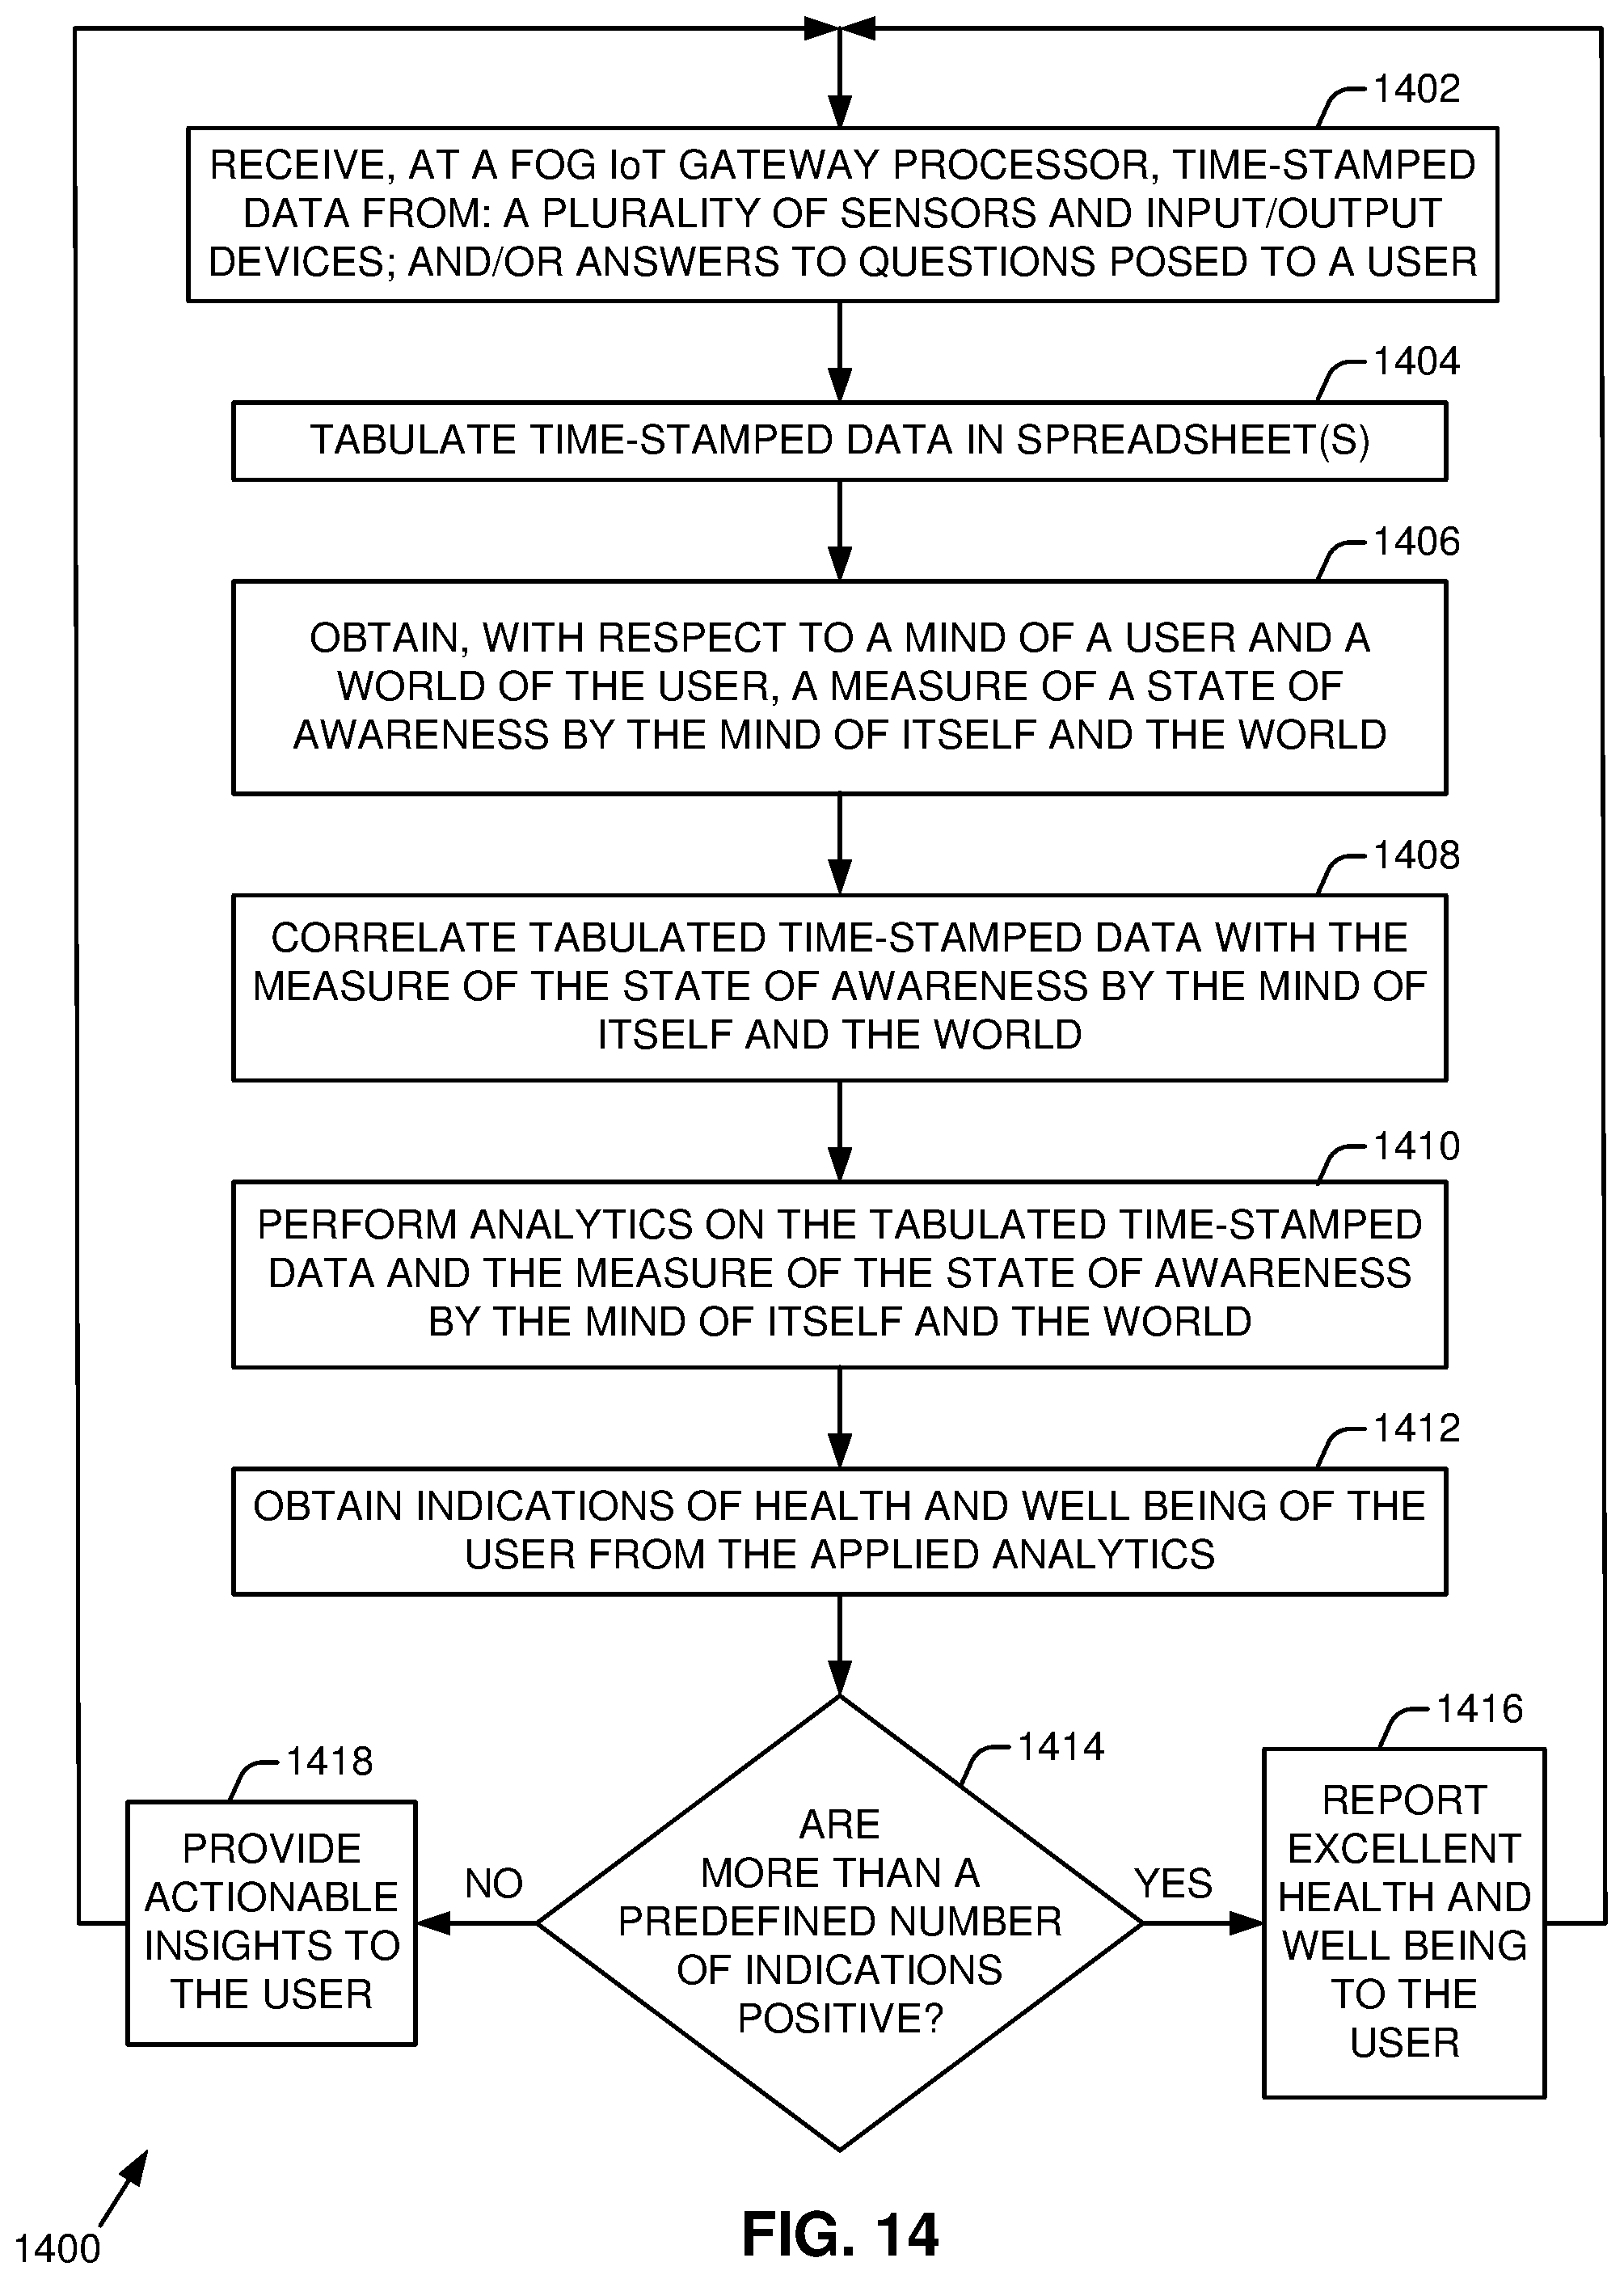 1402
RECEIVE, AT A FOG IoT GATEWAY PROCESSOR, TIME-STAMPED
DATA FROM: A PLURALITY OF SENSORS AND INPUT/OUTPUT
DEVICES; AND/OR ANSWERS TO QUESTIONS POSED TO A USER
1404
TABULATE TIME-STAMPED DATA IN SPREADSHEET(S)
1406
OBTAIN, WITH RESPECT TO A MIND OF A USER AND A
WORLD OF THE USER, A MEASURE OF A STATE OF
AWARENESS BY THE MIND OF ITSELF AND THE WORLD
1408
CORRELATE TABULATED TIME-STAMPED DATA WITH THE
MEASURE OF THE STATE OF AWARENESS BY THE MIND OF
ITSELF AND THE WORLD
1410
PERFORM ANALYTICS ON THE TABULATED TIME-STAMPED
DATA AND THE MEASURE OF THE STATE OF AWARENESS
BY THE MIND OF ITSELF AND THE WORLD
1412
OBTAIN INDICATIONS OF HEALTH AND WELL BEING OF THE
USER FROM THE APPLIED ANALYTICS
1414
ARE
MORE THAN A
PREDEFINED NUMBER
OF INDICATIONS
POSITIVE?
YES
1416
REPORT
EXCELLENT
HEALTH AND
WELL BEING
TO THE
USER
NO
1418
PROVIDE
ACTIONABLE
INSIGHTS TO
THE USER
1400
FIG. 14